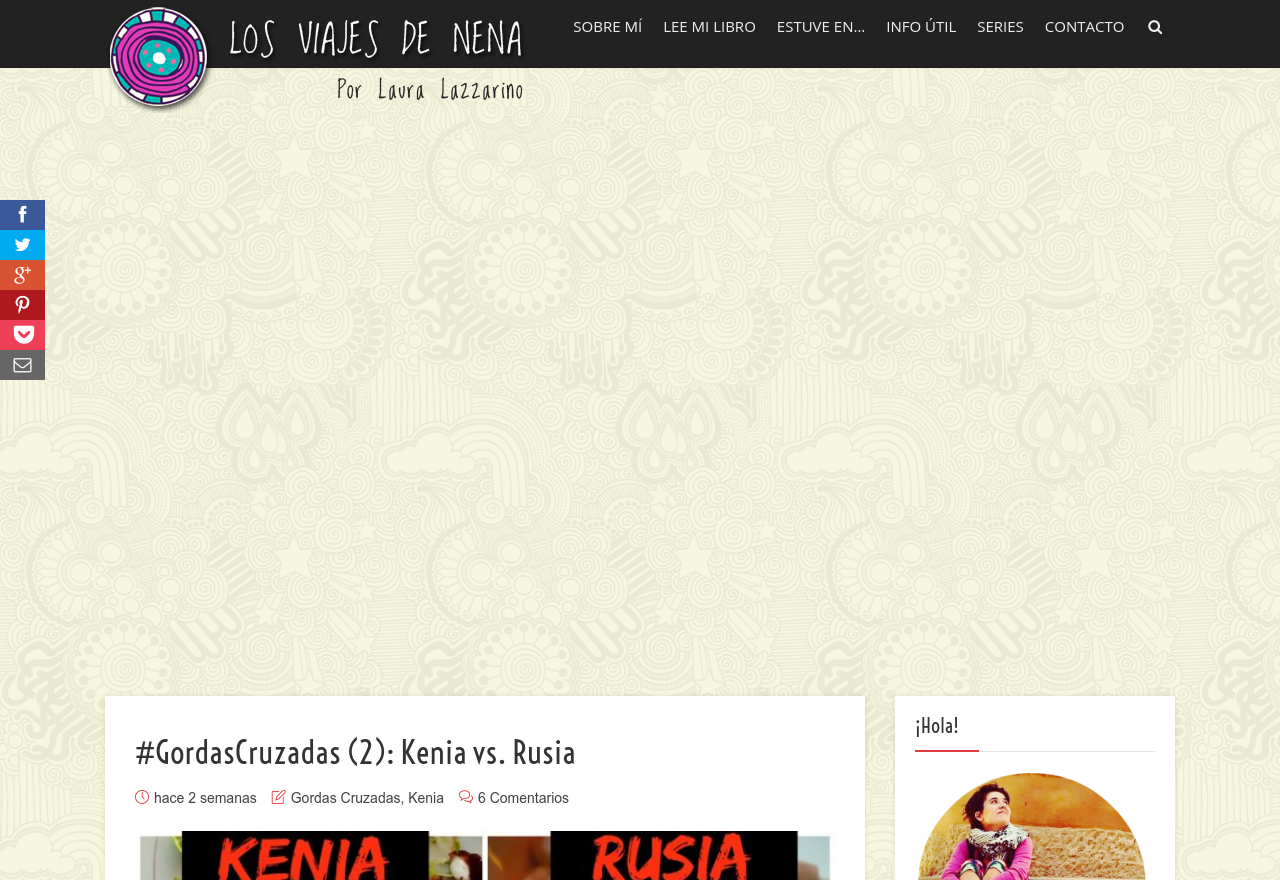 LOS VIAJES DE NENA
Por Laura Lazzarino
SOBRE MÍ LEE MI LIBRO ESTUVE EN... INFO ÚTIL SERIES CONTACTO
#GordasCruzadas (2): Kenia vs. Rusia
hace 2 semanas Gordas Cruzadas, Kenia 6 Comentarios
KENIA RUSIA
¡Hola!